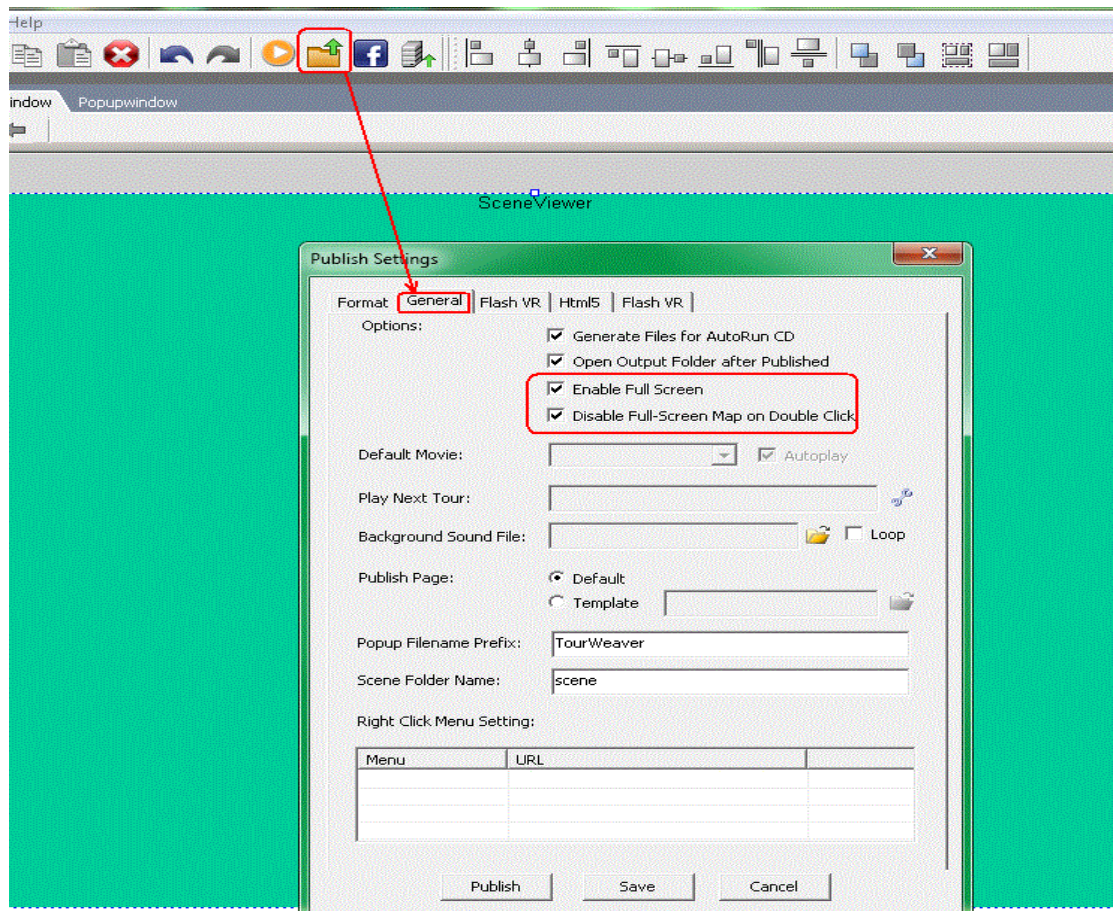 Help
indow Popupwindow
SceneViewer
Publish Settings
Format General Flash VR Html5 Flash VR
Options:
Generate Files for AutoRun CD
Open Output Folder after Published
Enable Full Screen
Disable Full-Screen Map on Double Click
Default Movie: Autoplay
Play Next Tour:
Background Sound File: Loop
Publish Page: Default
Template
Popup Filename Prefix: TourWeaver
Scene Folder Name: scene
Right Click Menu Setting:
Menu URL
Publish Save Cancel